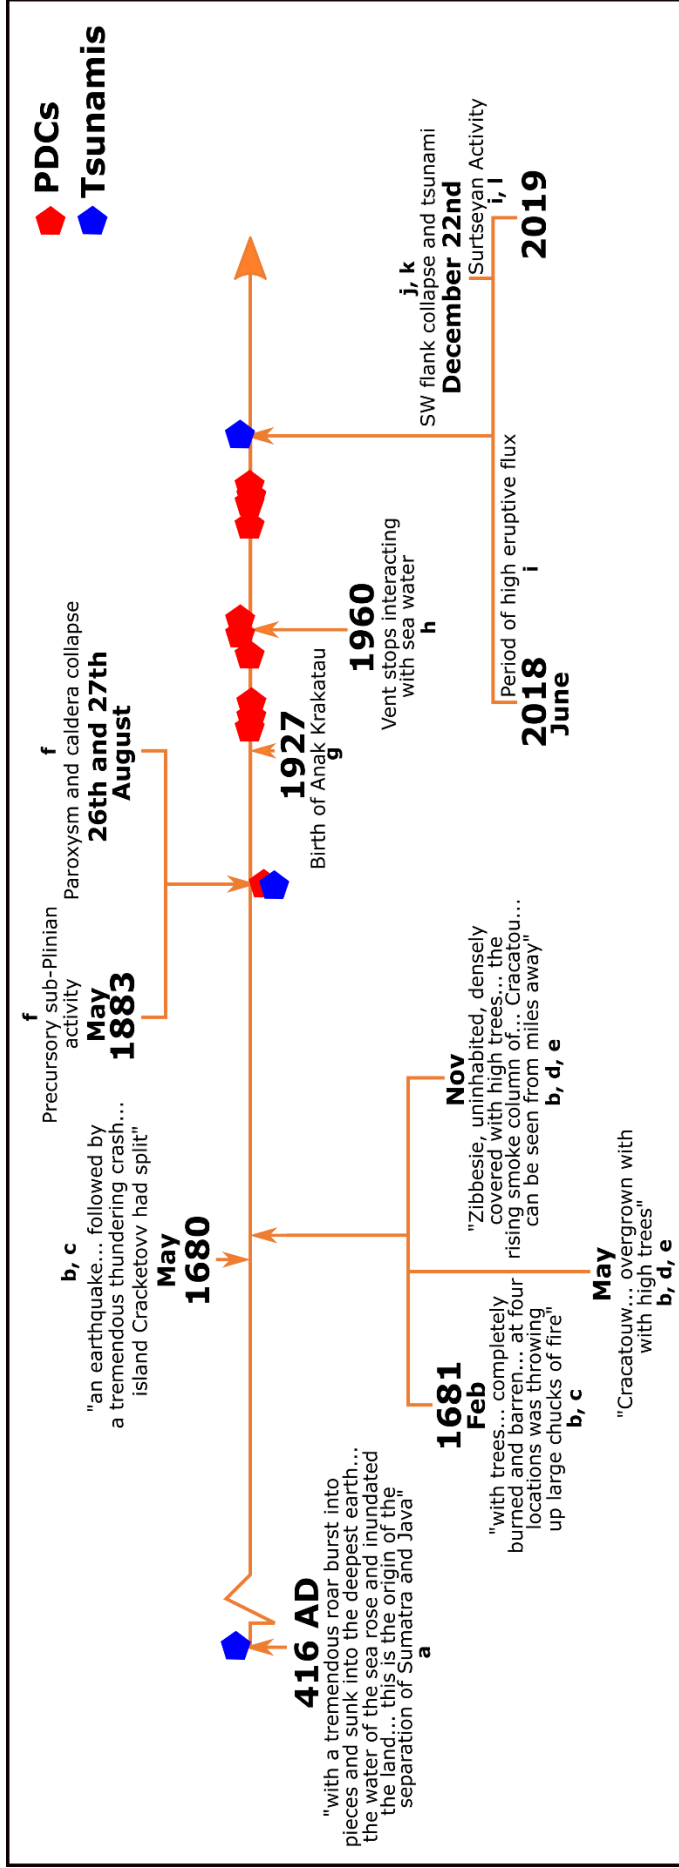 PDCs
Tsunamis
416 AD
"with a tremendous roar burst into
pieces and sunk into the deepest earth...
the water of the sea rose and inundated
the land... this is the origin of the
separation of Sumatra and Java"
a
b, c
"an earthquake... followed by
a tremendous thundering crash...
island Cracketovv had split"
May
1680
1681
Feb
"with trees... completely
burned and barren... at four
locations was throwing
up large chucks of fire"
b, c
May
"Cracatouw... overgrown with
with high trees"
b, d, e
Nov
"Zibbesie, uninhabited, densely
covered with high trees... the
rising smoke column of... Cracatou...
can be seen from miles away"
b, d, e
f
Precursory sub-Plinian
activity
May
1883
f
Paroxysm and caldera collapse
26th and 27th
August
1927
Birth of Anak Krakatau
g
1960
Vent stops interacting
with sea water
h
Period of high eruptive flux
i
2018
June
j, k
SW flank collapse and tsunami
December 22nd
Surtseyan Activity
i, l
2019